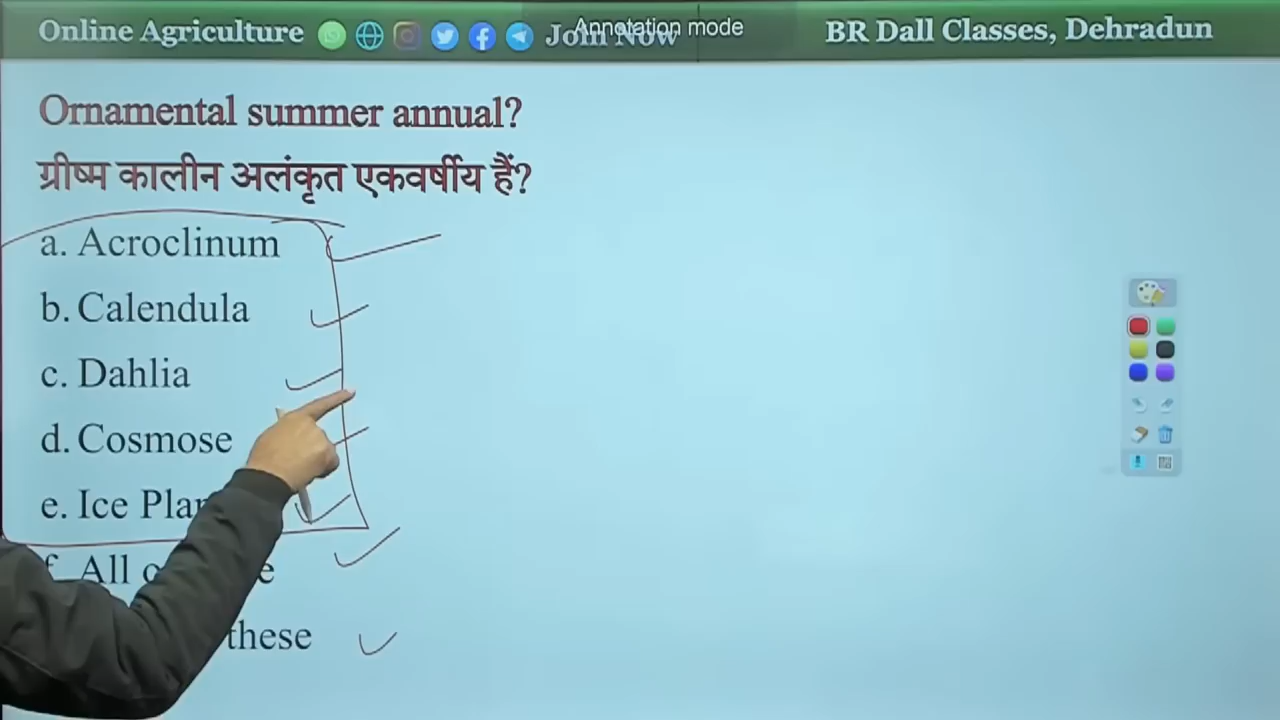 Online Agriculture Join Now BR Dall Classes, Dehradun
Annotation mode
Ornamental summer annual?
ग्रीष्म कालीन अलंकृत एकवर्षीय हैं?
a. Acroclinum
b. Calendula
c. Dahlia
d. Cosmose
e. Ice
All
these